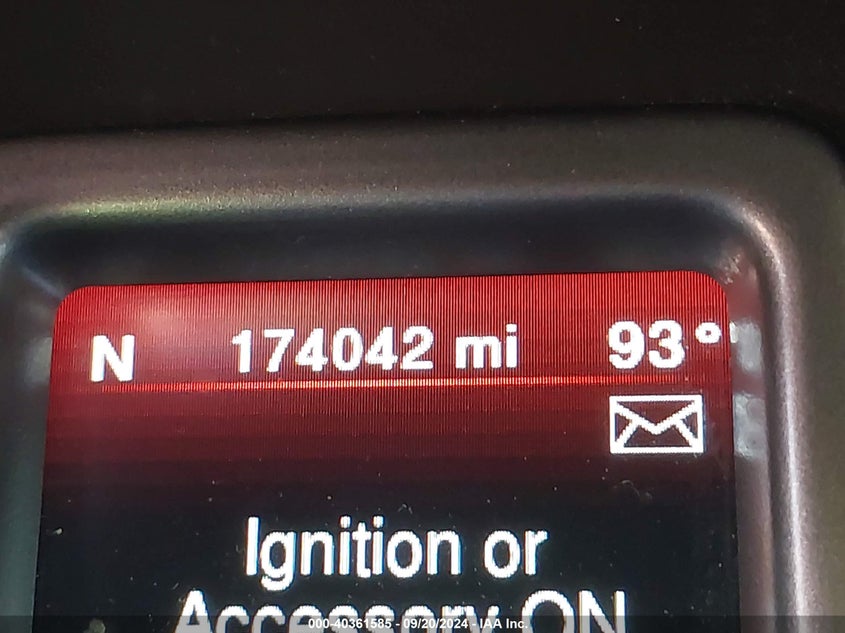 N 174042 mi 93°
Ignition or
Accessory ON
000-40361585 - 09/20/2024 - IAA Inc.